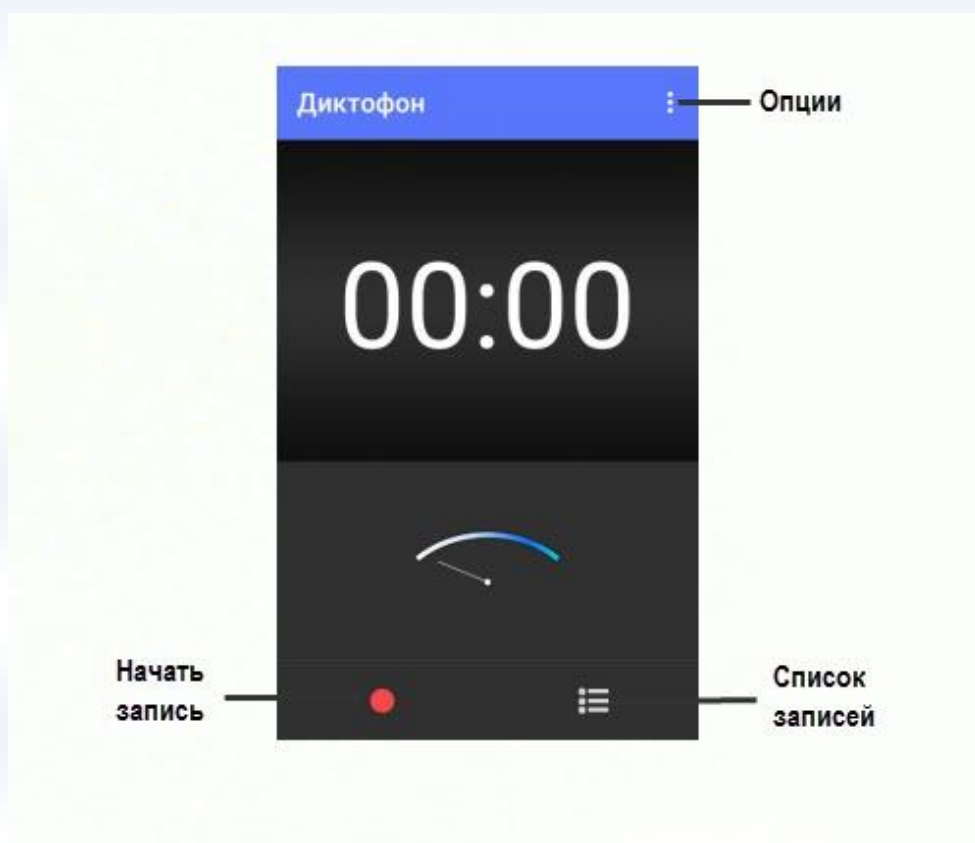 Диктофон
Опции
00:00
Начать
запись
Список
записей